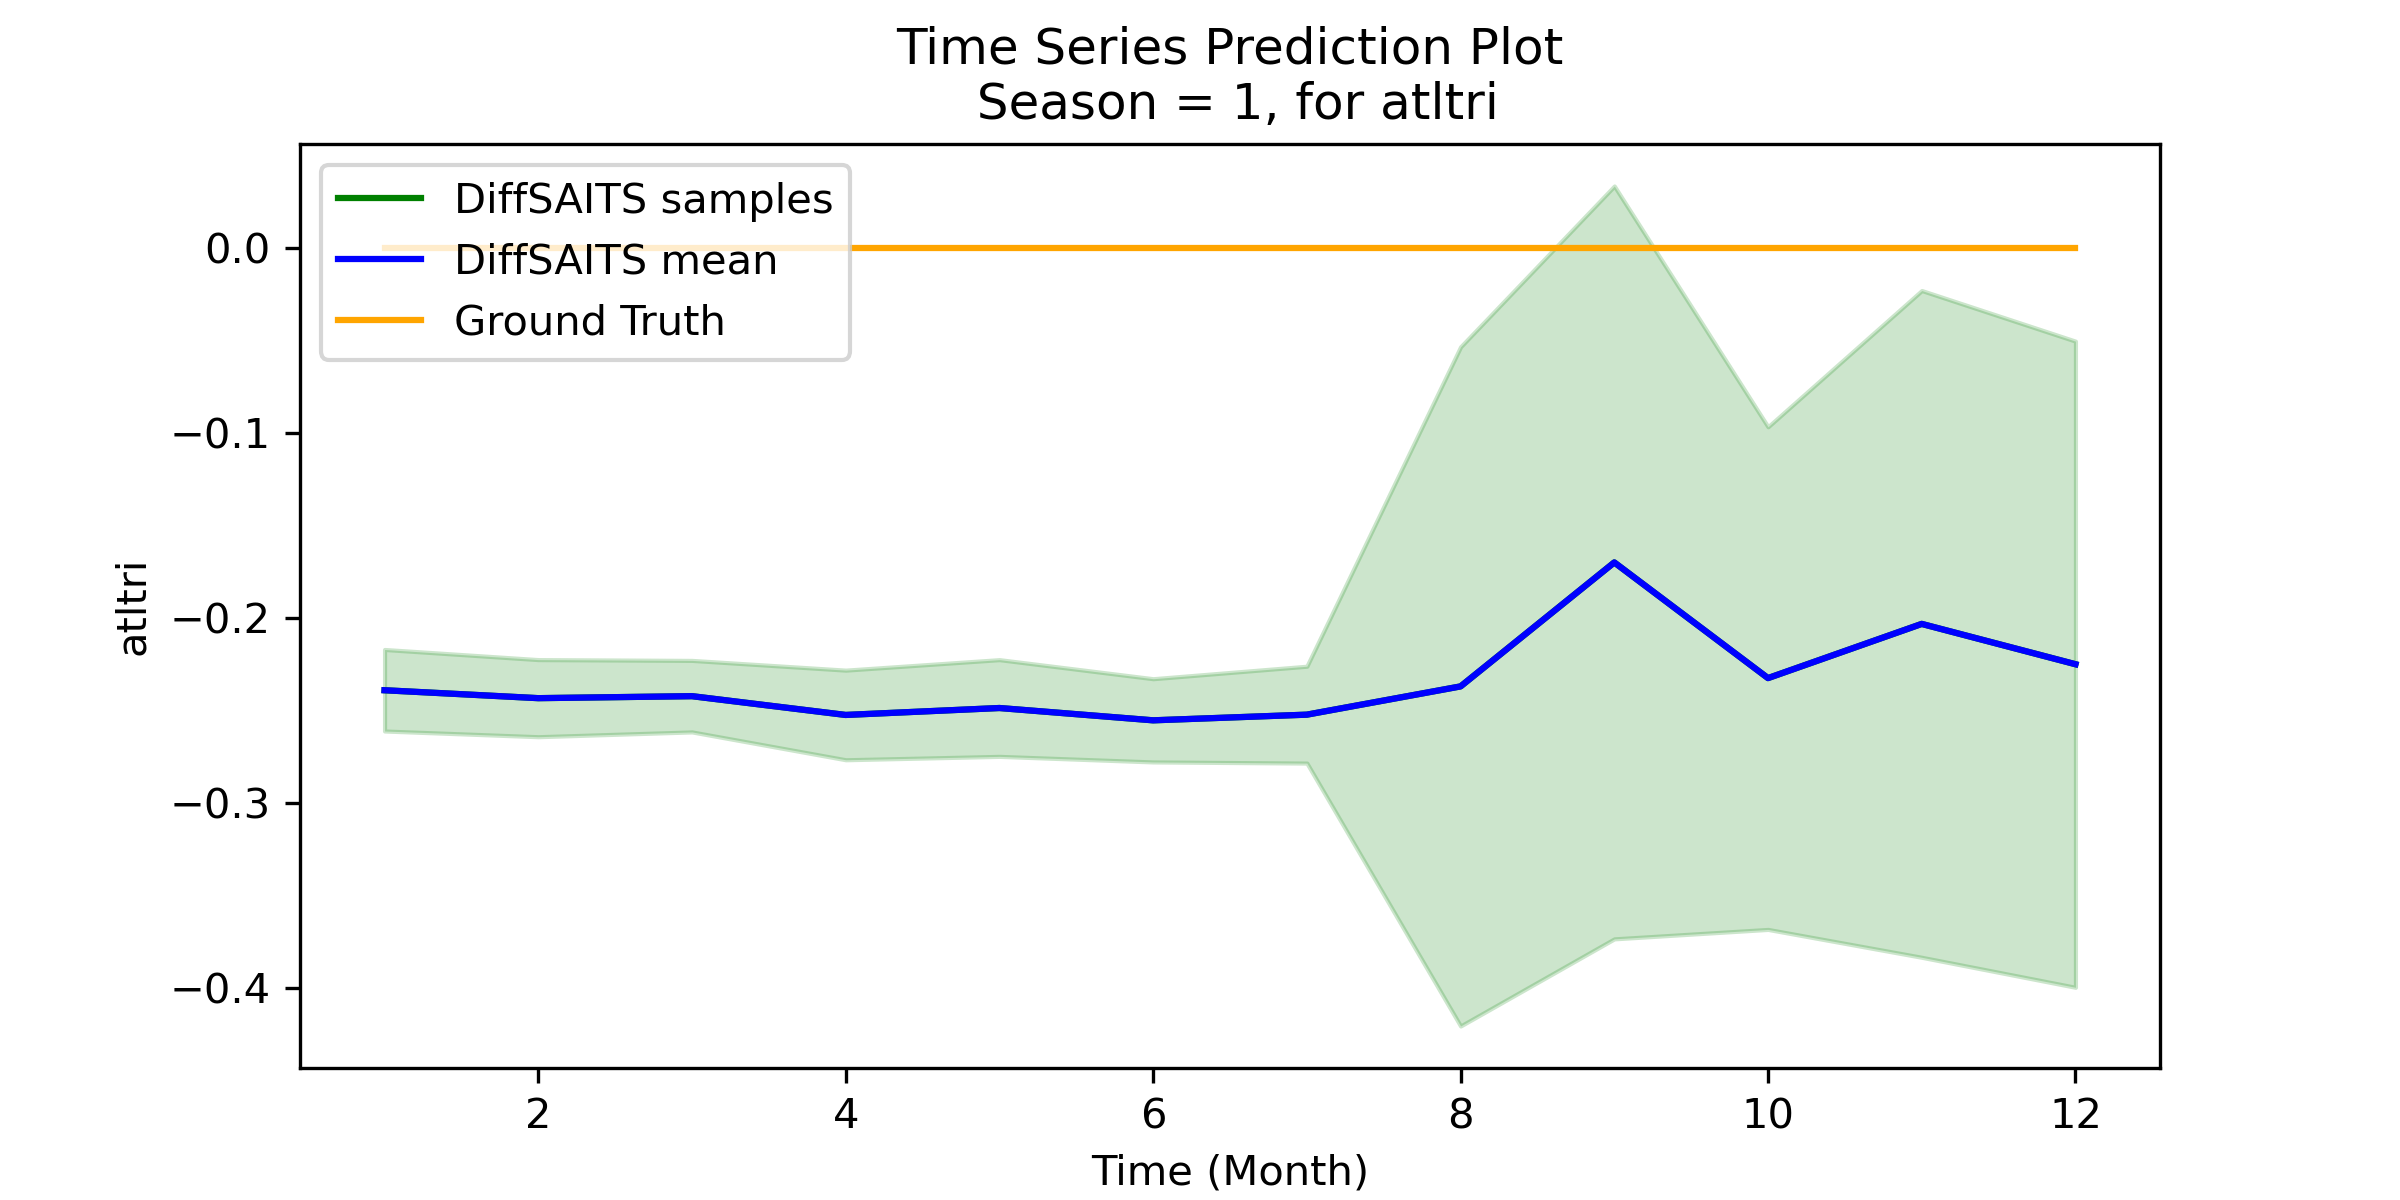 Time Series Prediction Plot
Season = 1, for atltri
DiffSAITS samples
DiffSAITS mean
Ground Truth
0.0
−0.1
−0.2
−0.3
−0.4
atltri
2 4 6 8 10 12
Time (Month)